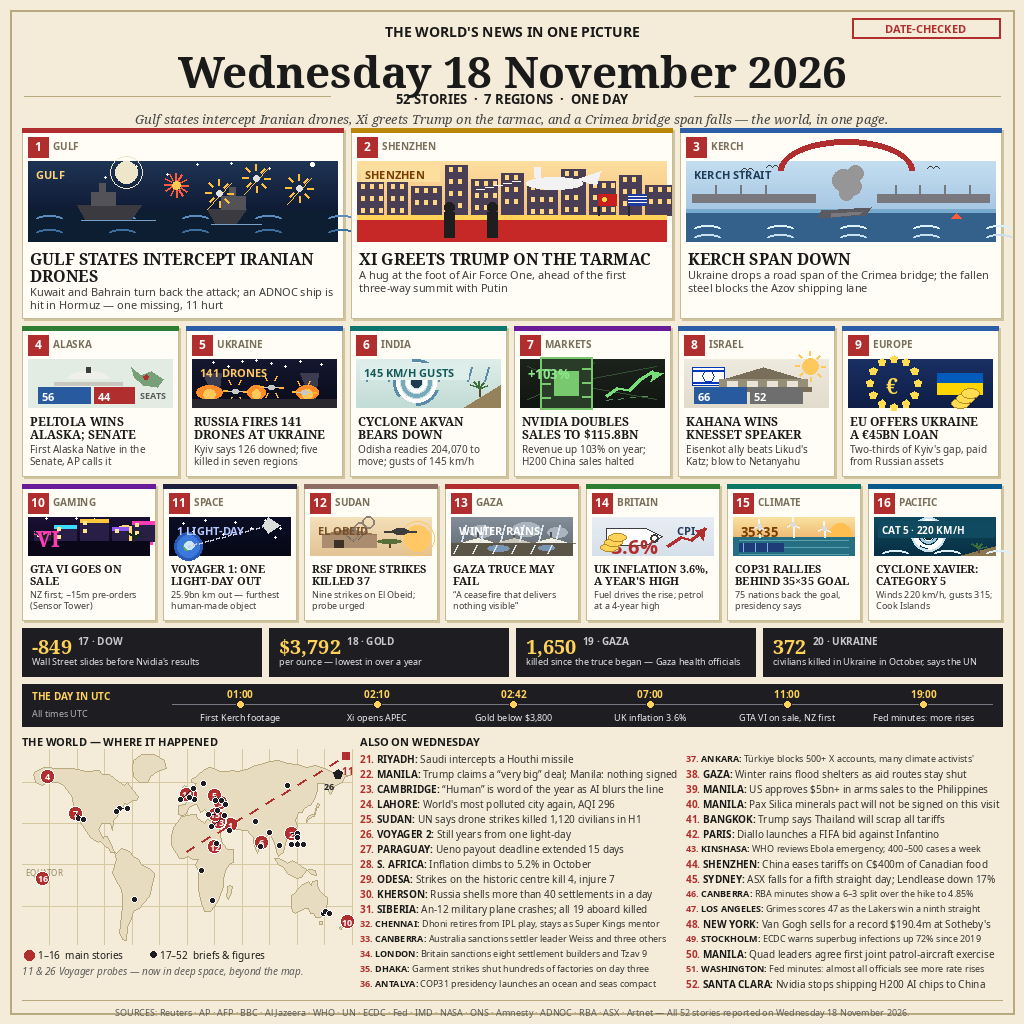 THE WORLD'S NEWS IN ONE PICTURE
DATE-CHECKED
Wednesday 18 November 2026
52 STORIES · 7 REGIONS · ONE DAY
Gulf states intercept Iranian drones, Xi greets Trump on the tarmac, and a Crimea bridge span falls — the world, in one page.
1 GULF
GULF
GULF STATES INTERCEPT IRANIAN
DRONES
Kuwait and Bahrain turn back the attack; an ADNOC ship is
hit in Hormuz — one missing, 11 hurt
2 SHENZHEN
SHENZHEN
XI GREETS TRUMP ON THE TARMAC
A hug at the foot of Air Force One, ahead of the first
three-way summit with Putin
3 KERCH
KERCH STRAIT
KERCH SPAN DOWN
Ukraine drops a road span of the Crimea bridge; the fallen
steel blocks the Azov shipping lane
4 ALASKA
56 44 SEATS
PELTOLA WINS
ALASKA; SENATE
First Alaska Native in the
Senate, AP calls it
5 UKRAINE
141 DRONES
RUSSIA FIRES 141
DRONES AT UKRAINE
Kyiv says 126 downed; five
killed in seven regions
6 INDIA
145 KM/H GUSTS
CYCLONE AKVAN
BEARS DOWN
Odisha readies 204,070 to
move; gusts of 145 km/h
7 MARKETS
+103%
NVIDIA DOUBLES
SALES TO $115.8BN
Revenue up 103% on year;
H200 China sales halted
8 ISRAEL
66 52
KAHANA WINS
KNESSET SPEAKER
Eisenkot ally beats Likud's
Katz; blow to Netanyahu
9 EUROPE
€
EU OFFERS UKRAINE
A €45BN LOAN
Two-thirds of Kyiv's gap, paid
from Russian assets
10 GAMING
VI
GTA VI GOES ON
SALE
NZ first; ~15m pre-orders
(Sensor Tower)
11 SPACE
1 LIGHT-DAY
VOYAGER 1: ONE
LIGHT-DAY OUT
25.9bn km out — furthest
human-made object
12 SUDAN
EL OBEID
RSF DRONE STRIKES
KILLED 37
Nine strikes on El Obeid;
probe urged
13 GAZA
WINTER RAINS
GAZA TRUCE MAY
FAIL
“A ceasefire that delivers
nothing visible”
14 BRITAIN
CPI
3.6%
UK INFLATION 3.6%,
A YEAR'S HIGH
Fuel drives the rise; petrol
at a 4-year high
15 CLIMATE
35×35
COP31 RALLIES
BEHIND 35×35 GOAL
75 nations back the goal,
presidency says
16 PACIFIC
CAT 5 · 220 KM/H
CYCLONE XAVIER:
CATEGORY 5
Winds 220 km/h, gusts 315;
Cook Islands
-849 17 · DOW
Wall Street slides before Nvidia's results
$3,792 18 · GOLD
per ounce — lowest in over a year
1,650 19 · GAZA
killed since the truce began — Gaza health officials
372 20 · UKRAINE
civilians killed in Ukraine in October, says the UN
THE DAY IN UTC
All times UTC
01:00 02:10 02:42 07:00 11:00 19:00
First Kerch footage Xi opens APEC Gold below $3,800 UK inflation 3.6% GTA VI on sale, NZ first Fed minutes: more rises
THE WORLD — WHERE IT HAPPENED
4
11
26
7
5
6
2
12
EQUATOR
16
10
1–16 main stories 17–52 briefs & figures
11 & 26 Voyager probes — now in deep space, beyond the map.
ALSO ON WEDNESDAY
21. RIYADH: Saudi intercepts a Houthi missile
22. MANILA: Trump claims a “very big” deal; Manila: nothing signed
23. CAMBRIDGE: “Human” is word of the year as AI blurs the line
24. LAHORE: World's most polluted city again, AQI 296
25. SUDAN: UN says drone strikes killed 1,120 civilians in H1
26. VOYAGER 2: Still years from one light-day
27. PARAGUAY: Ueno payout deadline extended 15 days
28. S. AFRICA: Inflation climbs to 5.2% in October
29. ODESA: Strikes on the historic centre kill 4, injure 7
30. KHERSON: Russia shells more than 40 settlements in a day
31. SIBERIA: An-12 military plane crashes; all 19 aboard killed
32. CHENNAI: Dhoni retires from IPL play, stays as Super Kings mentor
33. CANBERRA: Australia sanctions settler leader Weiss and three others
34. LONDON: Britain sanctions eight settlement builders and Tzav 9
35. DHAKA: Garment strikes shut hundreds of factories on day three
36. ANTALYA: COP31 presidency launches an ocean and seas compact
37. ANKARA: Türkiye blocks 500+ X accounts, many climate activists'
38. GAZA: Winter rains flood shelters as aid routes stay shut
39. MANILA: US approves $5bn+ in arms sales to the Philippines
40. MANILA: Pax Silica minerals pact will not be signed on this visit
41. BANGKOK: Trump says Thailand will scrap all tariffs
42. PARIS: Diallo launches a FIFA bid against Infantino
43. KINSHASA: WHO reviews Ebola emergency; 400–500 cases a week
44. SHENZHEN: China eases tariffs on C$400m of Canadian food
45. SYDNEY: ASX falls for a fifth straight day; Lendlease down 17%
46. CANBERRA: RBA minutes show a 6–3 split over the hike to 4.85%
47. LOS ANGELES: Grimes scores 47 as the Lakers win a ninth straight
48. NEW YORK: Van Gogh sells for a record $190.4m at Sotheby's
49. STOCKHOLM: ECDC warns superbug infections up 72% since 2019
50. MANILA: Quad leaders agree first joint patrol-aircraft exercise
51. WASHINGTON: Fed minutes: almost all officials see more rate rises
52. SANTA CLARA: Nvidia stops shipping H200 AI chips to China
SOURCES: Reuters · AP · AFP · BBC · Al Jazeera · WHO · UN · ECDC · Fed · IMD · NASA · ONS · Amnesty · ADNOC · RBA · ASX · Artnet — All 52 stories reported on Wednesday 18 November 2026.